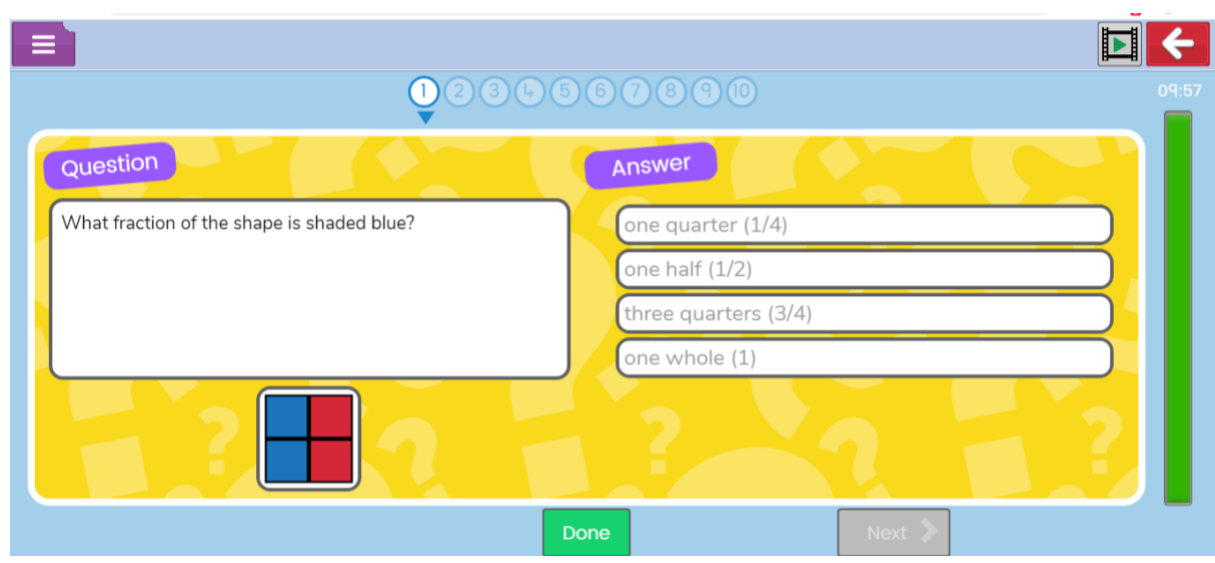 1 2 3 4 5 6 7 8 9 10
09:57
Question
Answer
What fraction of the shape is shaded blue?
one quarter (1/4)
one half (1/2)
three quarters (3/4)
one whole (1)
Done
Next